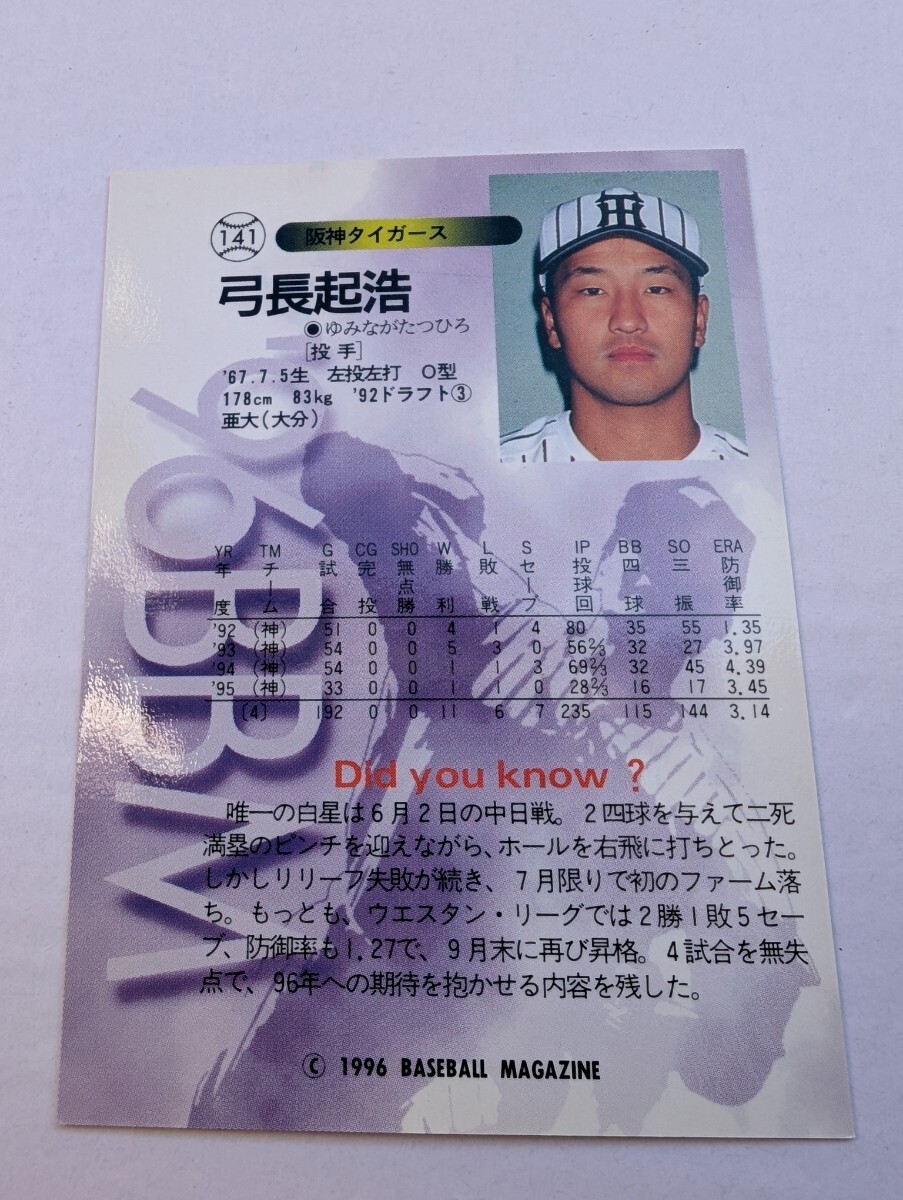 141
阪神タイガース
弓長起浩
●ゆみながたつひろ
[投手]
'67.7.5生 左投左打 O型
178cm 83kg '92ドラフト③
亜大(大分)
YR TM G CG SHO W L S IP BB SO ERA
年度 チーム 試合 完投 無点勝 勝利 敗戦 セーブ 投球回 四球 三振 防御率
'92 (神) 51 0 0 4 1 4 80 35 55 1.35
'93 (神) 54 0 0 5 3 0 56⅔ 32 27 3.97
'94 (神) 54 0 0 1 1 3 69⅔ 32 45 4.39
'95 (神) 33 0 0 1 1 0 28⅔ 16 17 3.45
[4] 192 0 0 11 6 7 235 115 144 3.14
Did you know ?
唯一の白星は6月2日の中日戦。2四球を与えて二死
満塁のピンチを迎えながら、ホールを右飛に打ちとった。
しかしリリーフ失敗が続き、7月限りで初のファーム落
ち。もっとも、ウエスタン・リーグでは2勝1敗5セー
ブ、防御率も1.27で、9月末に再び昇格。4試合を無失
点で、96年への期待を抱かせる内容を残した。
© 1996 BASEBALL MAGAZINE
'96 BBM